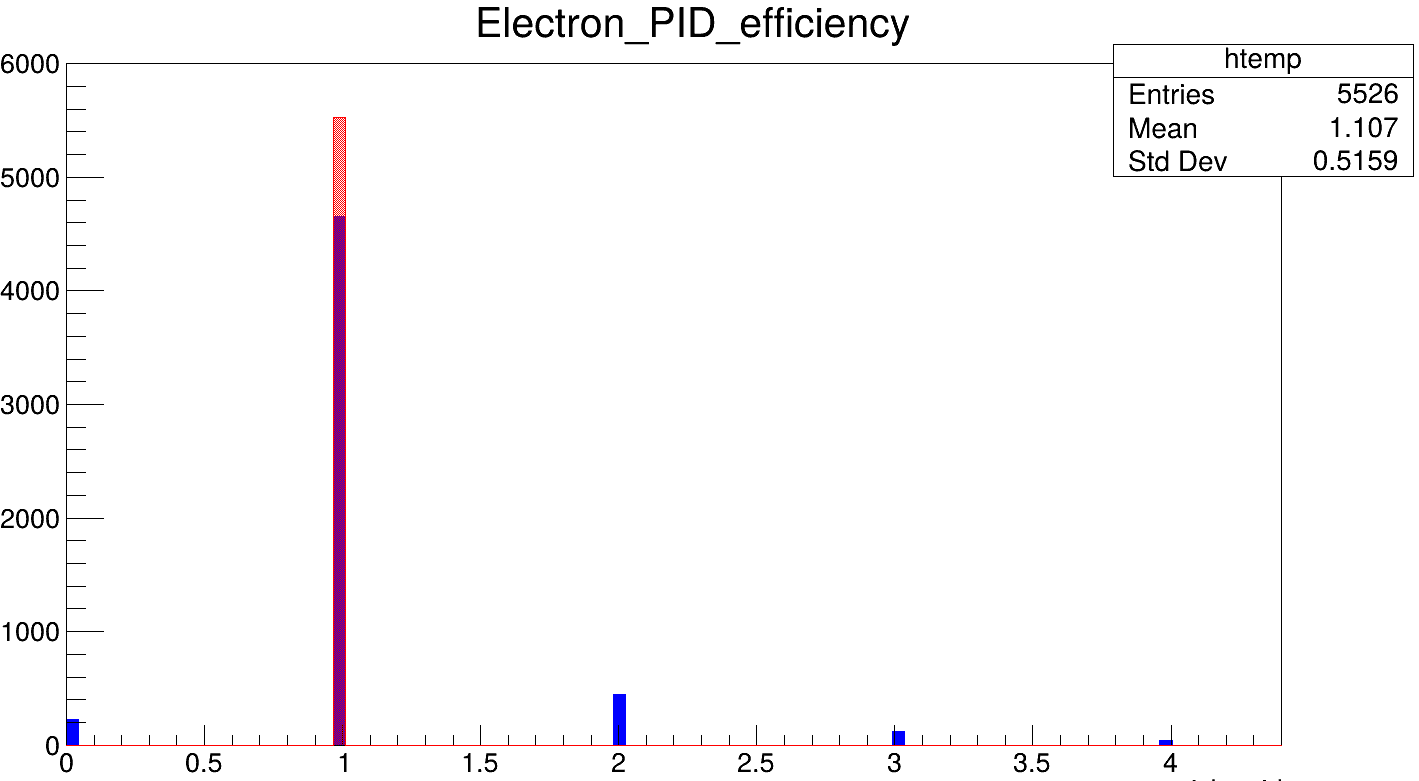 Electron_PID_efficiency
htemp
Entries 5526
Mean 1.107
Std Dev 0.5159
6000
5000
4000
3000
2000
1000
0
0 0.5 1 1.5 2 2.5 3 3.5 4